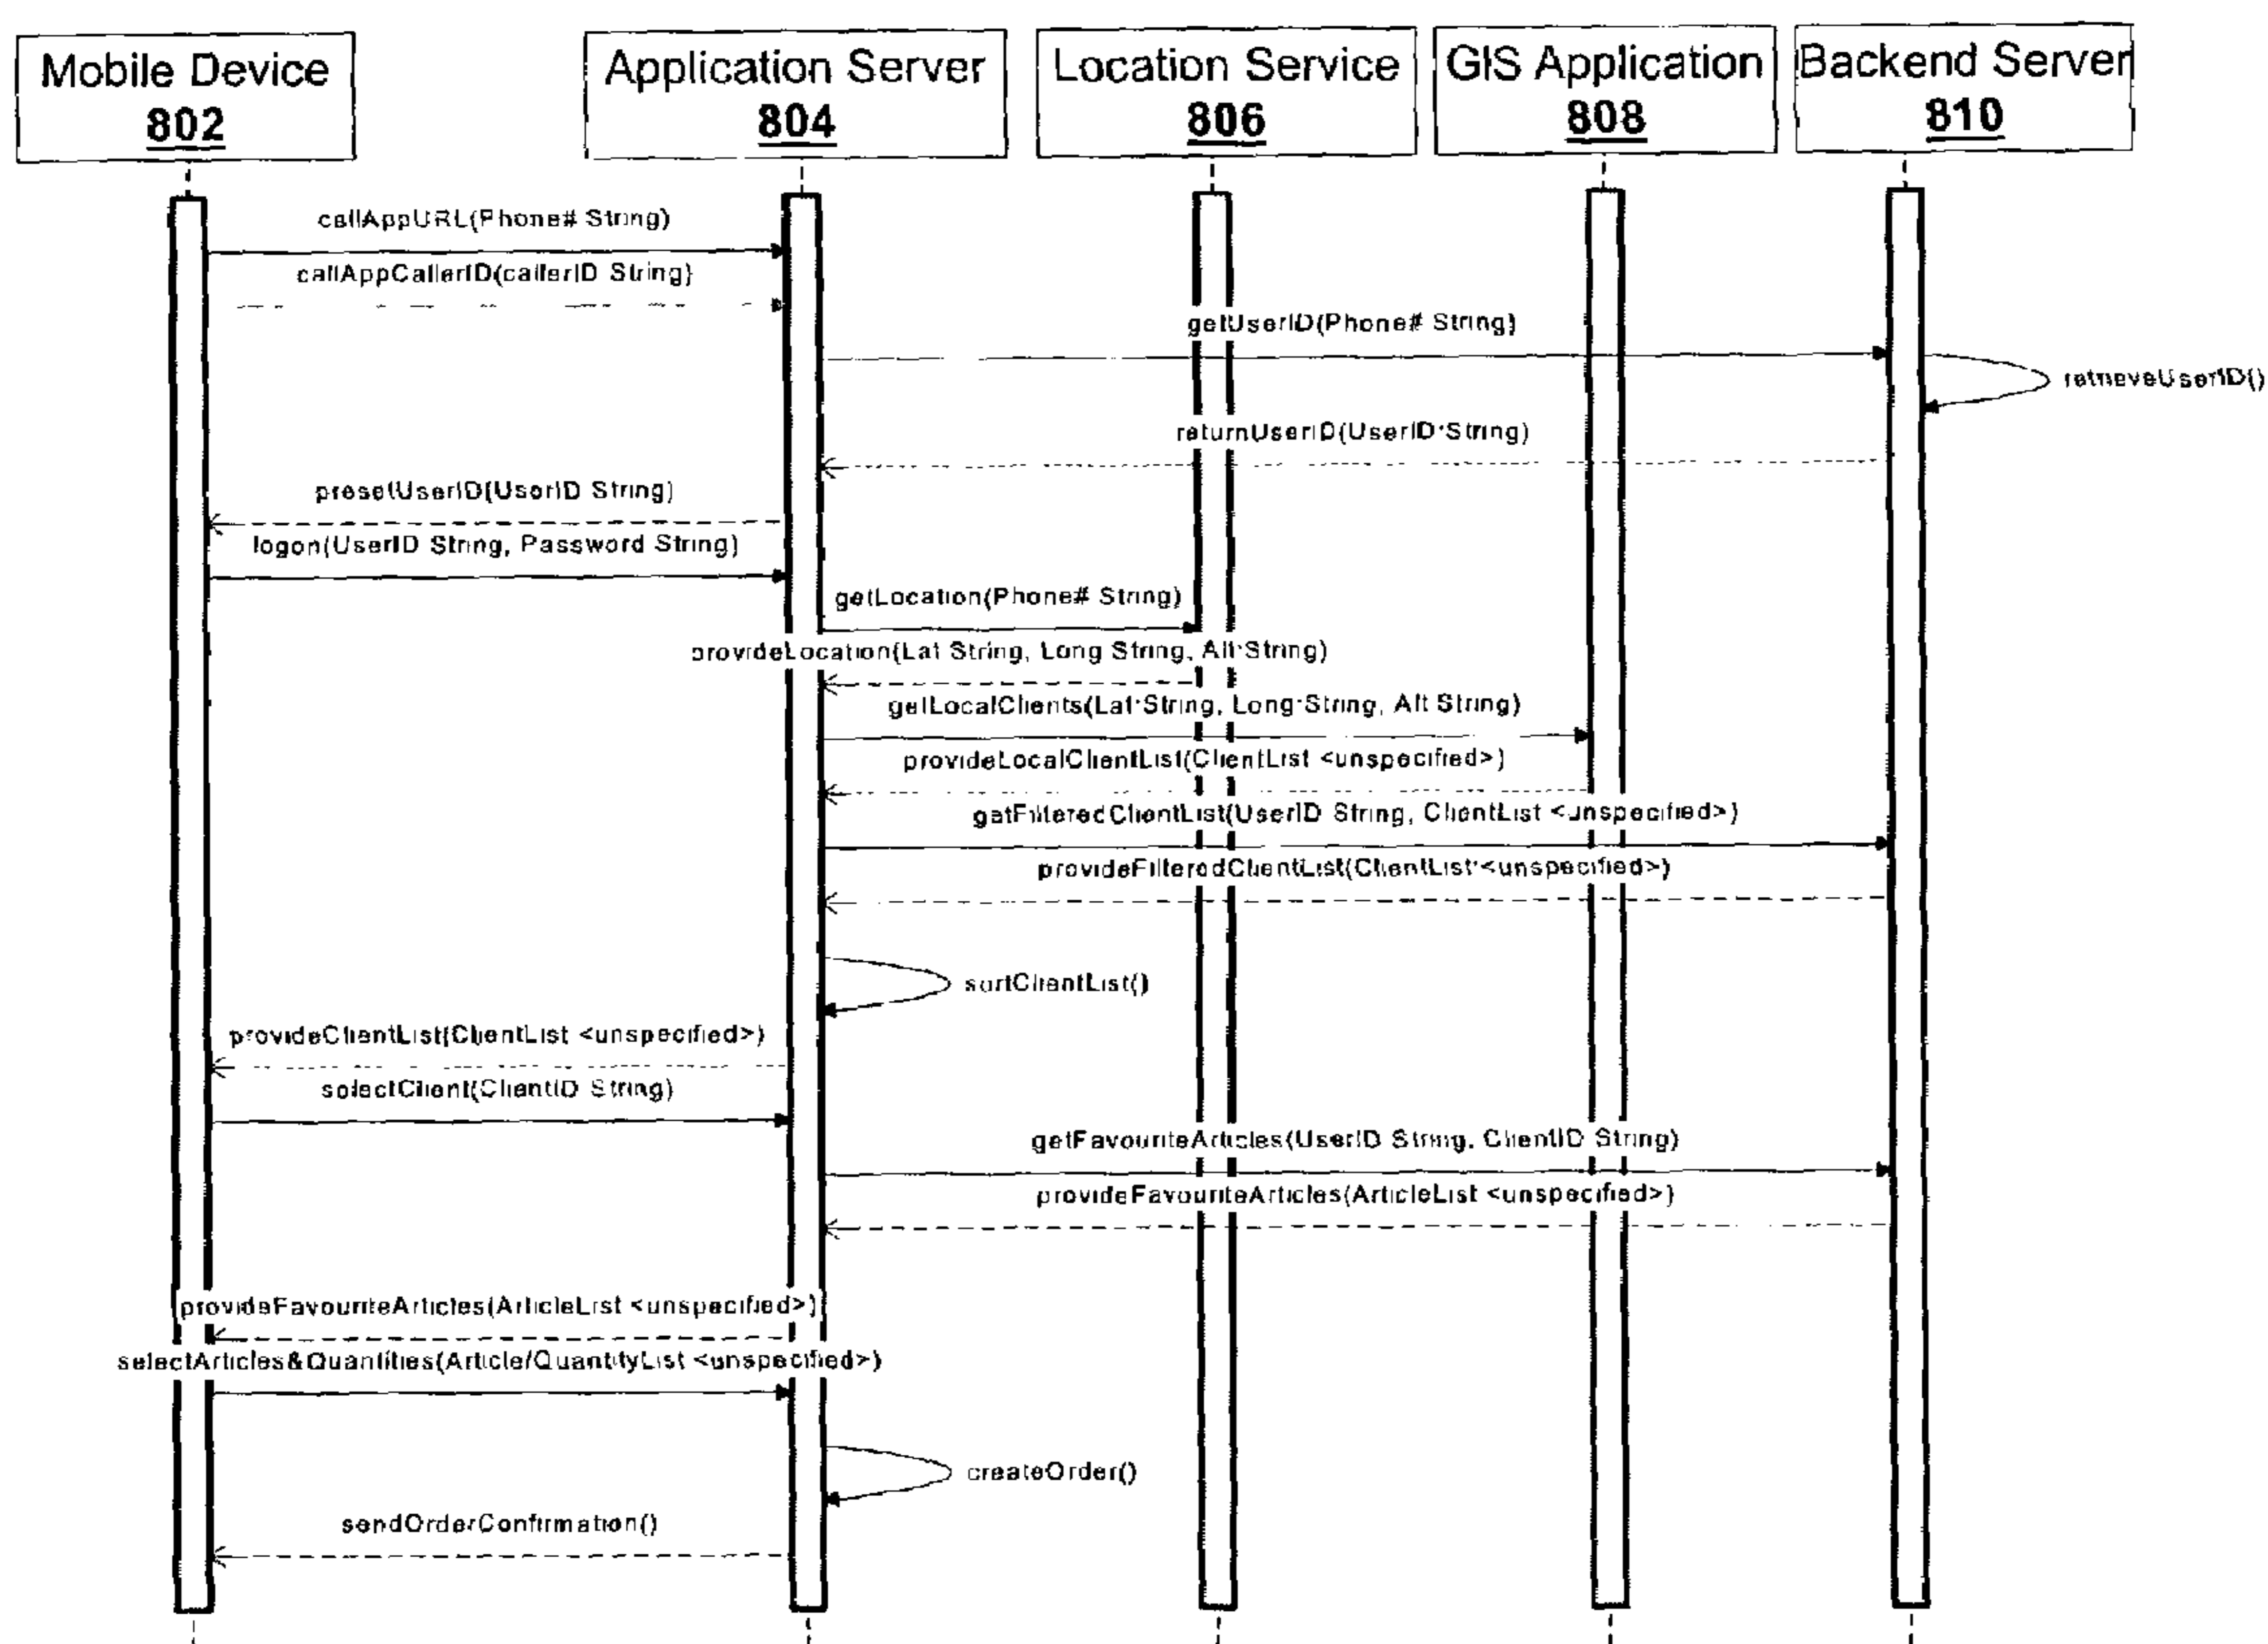 Mobile Device
802
Application Server
804
Location Service
806
GIS Application
808
Backend Server
810
callAppURL(Phone# String)
callAppCallerID(callerID String)
getUserID(Phone# String)
retrieveUserID()
returnUserID(UserID:String)
presetUserID(UserID String)
logon(UserID String, Password String)
getLocation(Phone# String)
provideLocation(Lat String, Long String, Alt:String)
getLocalClients(Lat:String, Long:String, Alt String)
provideLocalClientList(ClientList <unspecified>)
getFilteredClientList(UserID String, ClientList <unspecified>)
provideFilteredClientList(ClientList:<unspecified>)
sortClientList()
provideClientList(ClientList <unspecified>)
selectClient(ClientID String)
getFavouriteArticles(UserID String, ClientID String)
provideFavouriteArticles(ArticleList <unspecified>)
provideFavouriteArticles(ArticleList <unspecified>)
selectArticles&Quantities(Article/QuantityList <unspecified>)
createOrder()
sendOrderConfirmation()